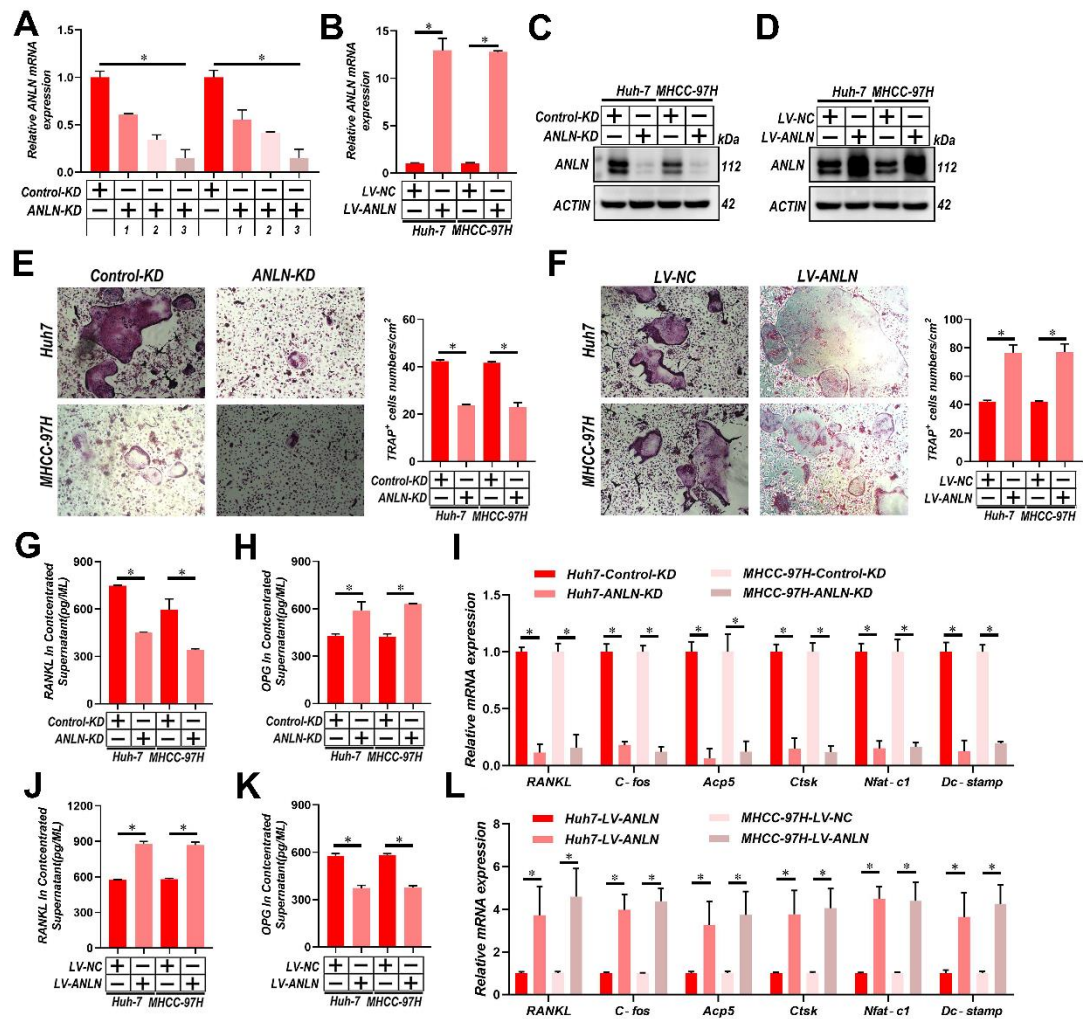 A
Relative ANLN mRNA
expression
1.5
1.0
0.5
0.0
* *
Control-KD + — — — + — — —
ANLN-KD — + + + — + + +
1 2 3 1 2 3
B
Relative ANLN mRNA
expression
15
10
5
0
* *
LV-NC + — + —
LV-ANLN — + — +
Huh-7 MHCC-97H
C
Huh-7 MHCC-97H
Control-KD + — + —
ANLN-KD — + — + kDa
ANLN 112
ACTIN 42
D
Huh-7 MHCC-97H
LV-NC + — + —
LV-ANLN — + — + kDa
ANLN 112
ACTIN 42
E
Control-KD ANLN-KD
Huh7
MHCC-97H
TRAP+ cells numbers/cm2
60
40
20
0
* *
Control-KD + — + —
ANLN-KD — + — +
Huh-7 MHCC-97H
F
LV-NC LV-ANLN
Huh7
MHCC-97H
TRAP+ cells numbers/cm2
100
80
60
40
20
0
* *
LV-NC + — + —
LV-ANLN — + — +
Huh-7 MHCC-97H
G
RANKL In Contcentrated
Supernatant(pg/ML)
900
600
300
0
* *
Control-KD + — + —
ANLN-KD — + — +
Huh-7 MHCC-97H
H
OPG In Contcentrated
Supernatant(pg/ML)
900
600
300
0
* *
Control-KD + — + —
ANLN-KD — + — +
Huh-7 MHCC-97H
I
Huh7-Control-KD MHCC-97H-Control-KD
Huh7-ANLN-KD MHCC-97H-ANLN-KD
Relative mRNA expression
1.5
1.0
0.5
0.0
* * * * * * * * * * * *
RANKL C-fos Acp5 Ctsk Nfat-c1 Dc-stamp
J
RANKL In Contcentrated
Supernatant(pg/ML)
1200
900
600
300
0
* *
LV-NC + — + —
LV-ANLN — + — +
Huh-7 MHCC-97H
K
OPG In Contcentrated
Supernatant(pg/ML)
800
600
400
200
0
* *
LV-NC + — + —
LV-ANLN — + — +
Huh-7 MHCC-97H
L
Huh7-LV-ANLN MHCC-97H-LV-NC
Huh7-LV-ANLN MHCC-97H-LV-ANLN
Relative mRNA expression
8
6
4
2
0
* * * * * * * * * * * *
RANKL C-fos Acp5 Ctsk Nfat-c1 Dc-stamp